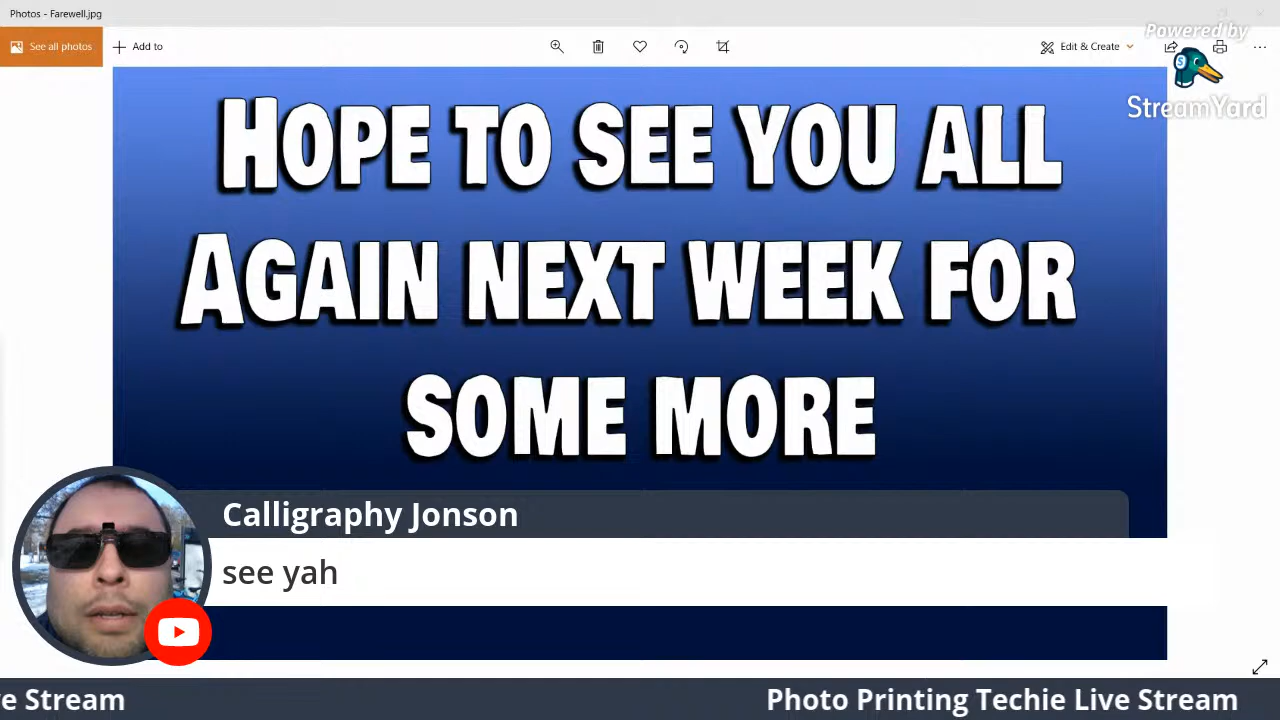 Photos - Farewell.jpg
See all photos
Add to
Edit & Create
Powered by
StreamYard
HOPE TO SEE YOU ALL
AGAIN NEXT WEEK FOR
SOME MORE
Calligraphy Jonson
see yah
e Stream
Photo Printing Techie Live Stream